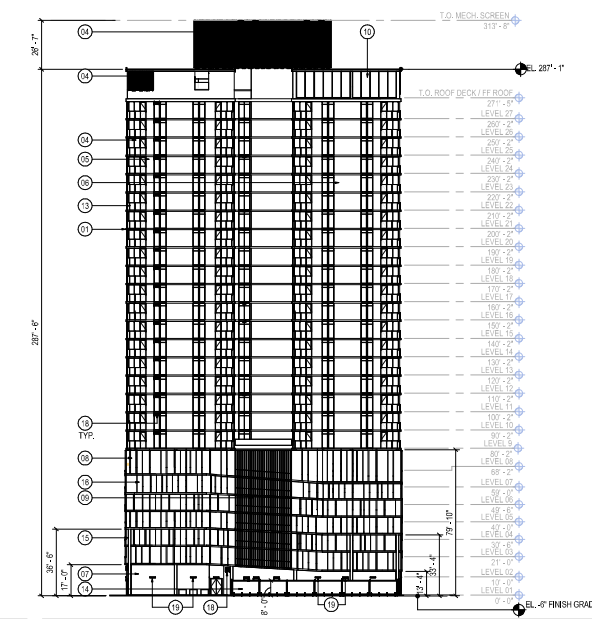 T.O. MECH. SCREEN
313' - 8"
26' - 7"
04
10
EL. 287' - 1"
04
T.O. ROOF DECK / FF ROOF
271' - 5"
LEVEL 27
260' - 2"
LEVEL 26
250' - 2"
LEVEL 25
240' - 2"
LEVEL 24
230' - 2"
LEVEL 23
220' - 2"
LEVEL 22
210' - 2"
LEVEL 21
200' - 2"
LEVEL 20
190' - 2"
LEVEL 19
180' - 2"
LEVEL 18
170' - 2"
LEVEL 17
160' - 2"
LEVEL 16
150' - 2"
LEVEL 15
140' - 2"
LEVEL 14
130' - 2"
LEVEL 13
120' - 2"
LEVEL 12
110' - 2"
LEVEL 11
100' - 2"
LEVEL 10
90' - 2"
LEVEL 9
80' - 2"
LEVEL 08
68' - 2"
LEVEL 07
59' - 0"
LEVEL 06
49' - 6"
LEVEL 05
40' - 0"
LEVEL 04
30' - 6"
LEVEL 03
21' - 0"
LEVEL 02
10' - 0"
LEVEL 01
0' - 0"
EL. -6" FINISH GRAD
04
05
06
13
01
287' - 6"
18
TYP.
08
16
09
15
07
14
36' - 6"
17' - 0"
19
18
8' - 0"
19
13' - 4"
33' - 4"
79' - 10"